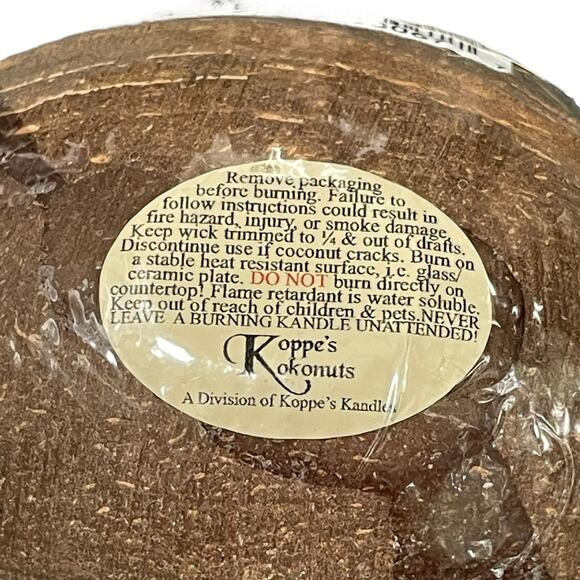 Remove packaging
before burning. Failure to
follow instructions could result in
fire hazard, injury, or smoke damage.
Keep wick trimmed to ¼ & out of drafts.
Discontinue use if coconut cracks. Burn on
a stable heat resistant surface, i.e. glass/
ceramic plate. DO NOT burn directly on
countertop! Flame retardant is water soluble.
Keep out of reach of children & pets.NEVER
LEAVE A BURNING KANDLE UNATTENDED!
Koppe's
Kokonuts
A Division of Koppe's Kandles